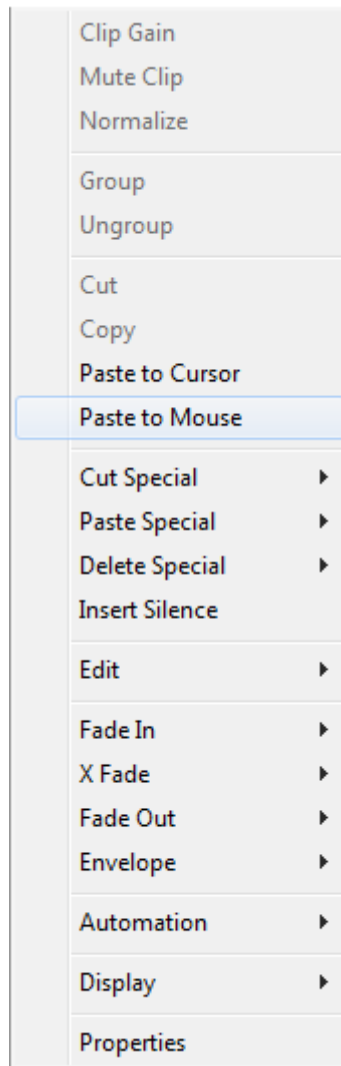 Clip Gain
Mute Clip
Normalize
Group
Ungroup
Cut
Copy
Paste to Cursor
Paste to Mouse
Cut Special
Paste Special
Delete Special
Insert Silence
Edit
Fade In
X Fade
Fade Out
Envelope
Automation
Display
Properties